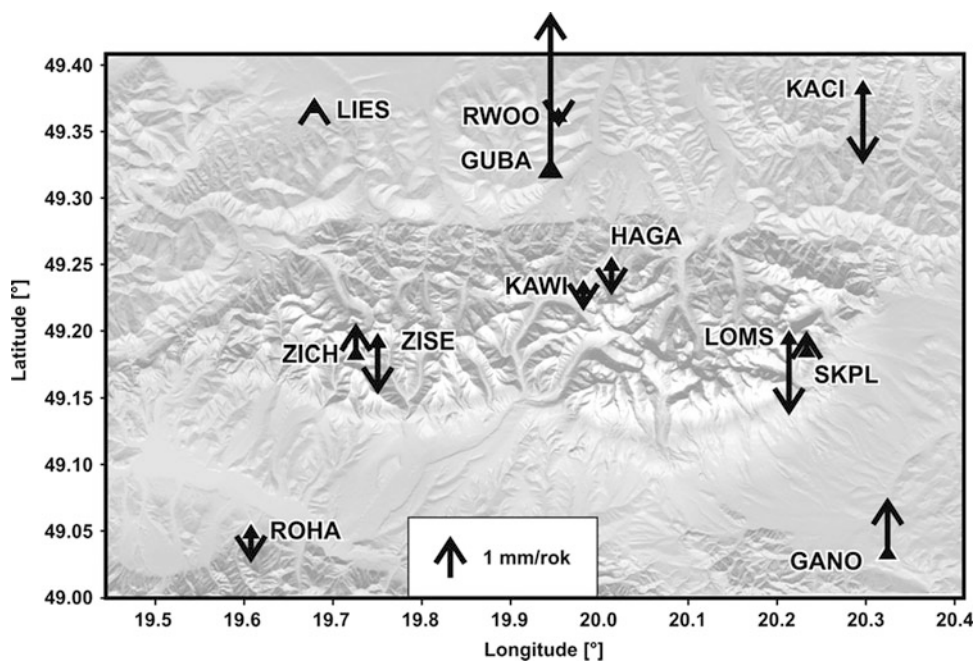 49.40
49.35
49.30
49.25
49.20
49.15
49.10
49.05
49.00
Latitude [°]
LIES
RWOO
GUBA
KACI
HAGA
KAWI
ZICH
ZISE
LOMS
SKPL
ROHA
GANO
1 mm/rok
19.5 19.6 19.7 19.8 19.9 20.0 20.1 20.2 20.3 20.4
Longitude [°]